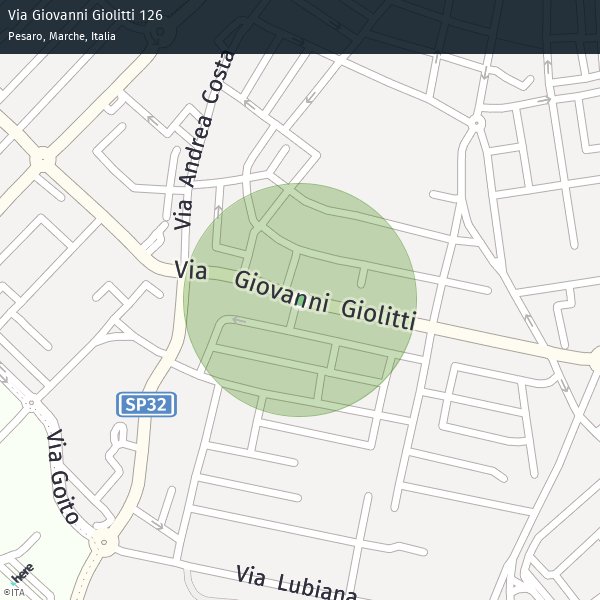 Via Giovanni Giolitti 126
Pesaro, Marche, Italia
Via Andrea Costa
Via Giovanni Giolitti
SP32
Via Goito
Via Lubiana
here
©ITA